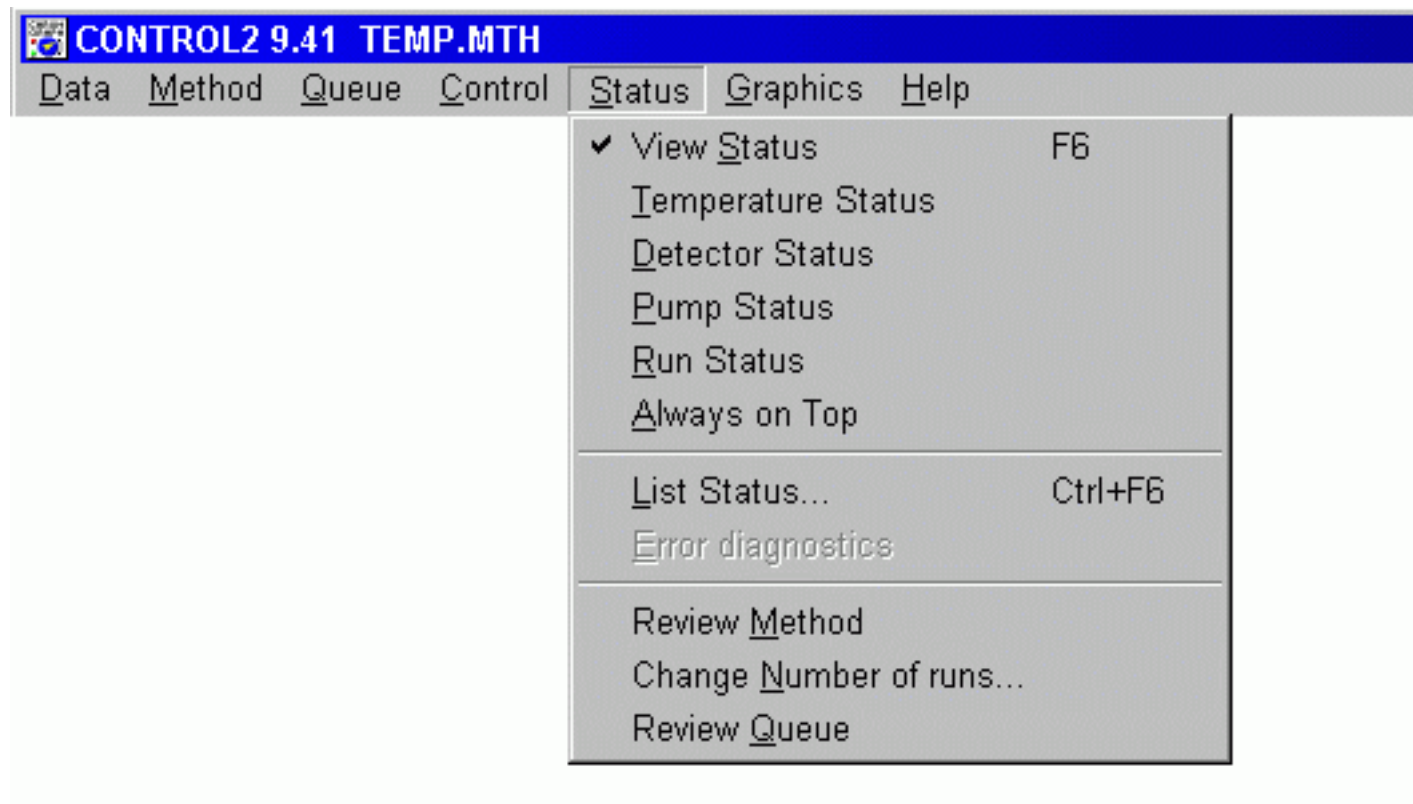 CONTROL2 9.41 TEMP.MTH
Data Method Queue Control Status Graphics Help
View Status F6
Temperature Status
Detector Status
Pump Status
Run Status
Always on Top
List Status... Ctrl+F6
Error diagnostics
Review Method
Change Number of runs...
Review Queue